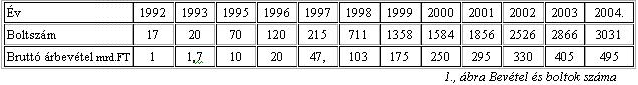 Év 1992 1993 1995 1996 1997 1998 1999 2000 2001 2002 2003 2004.
Boltszám 17 20 70 120 215 711 1358 1584 1856 2526 2866 3031
Bruttó árbevétel mrd.FT 1 1,7 10 20 47, 103 175 250 295 330 405 495
1., ábra Bevétel és boltok száma